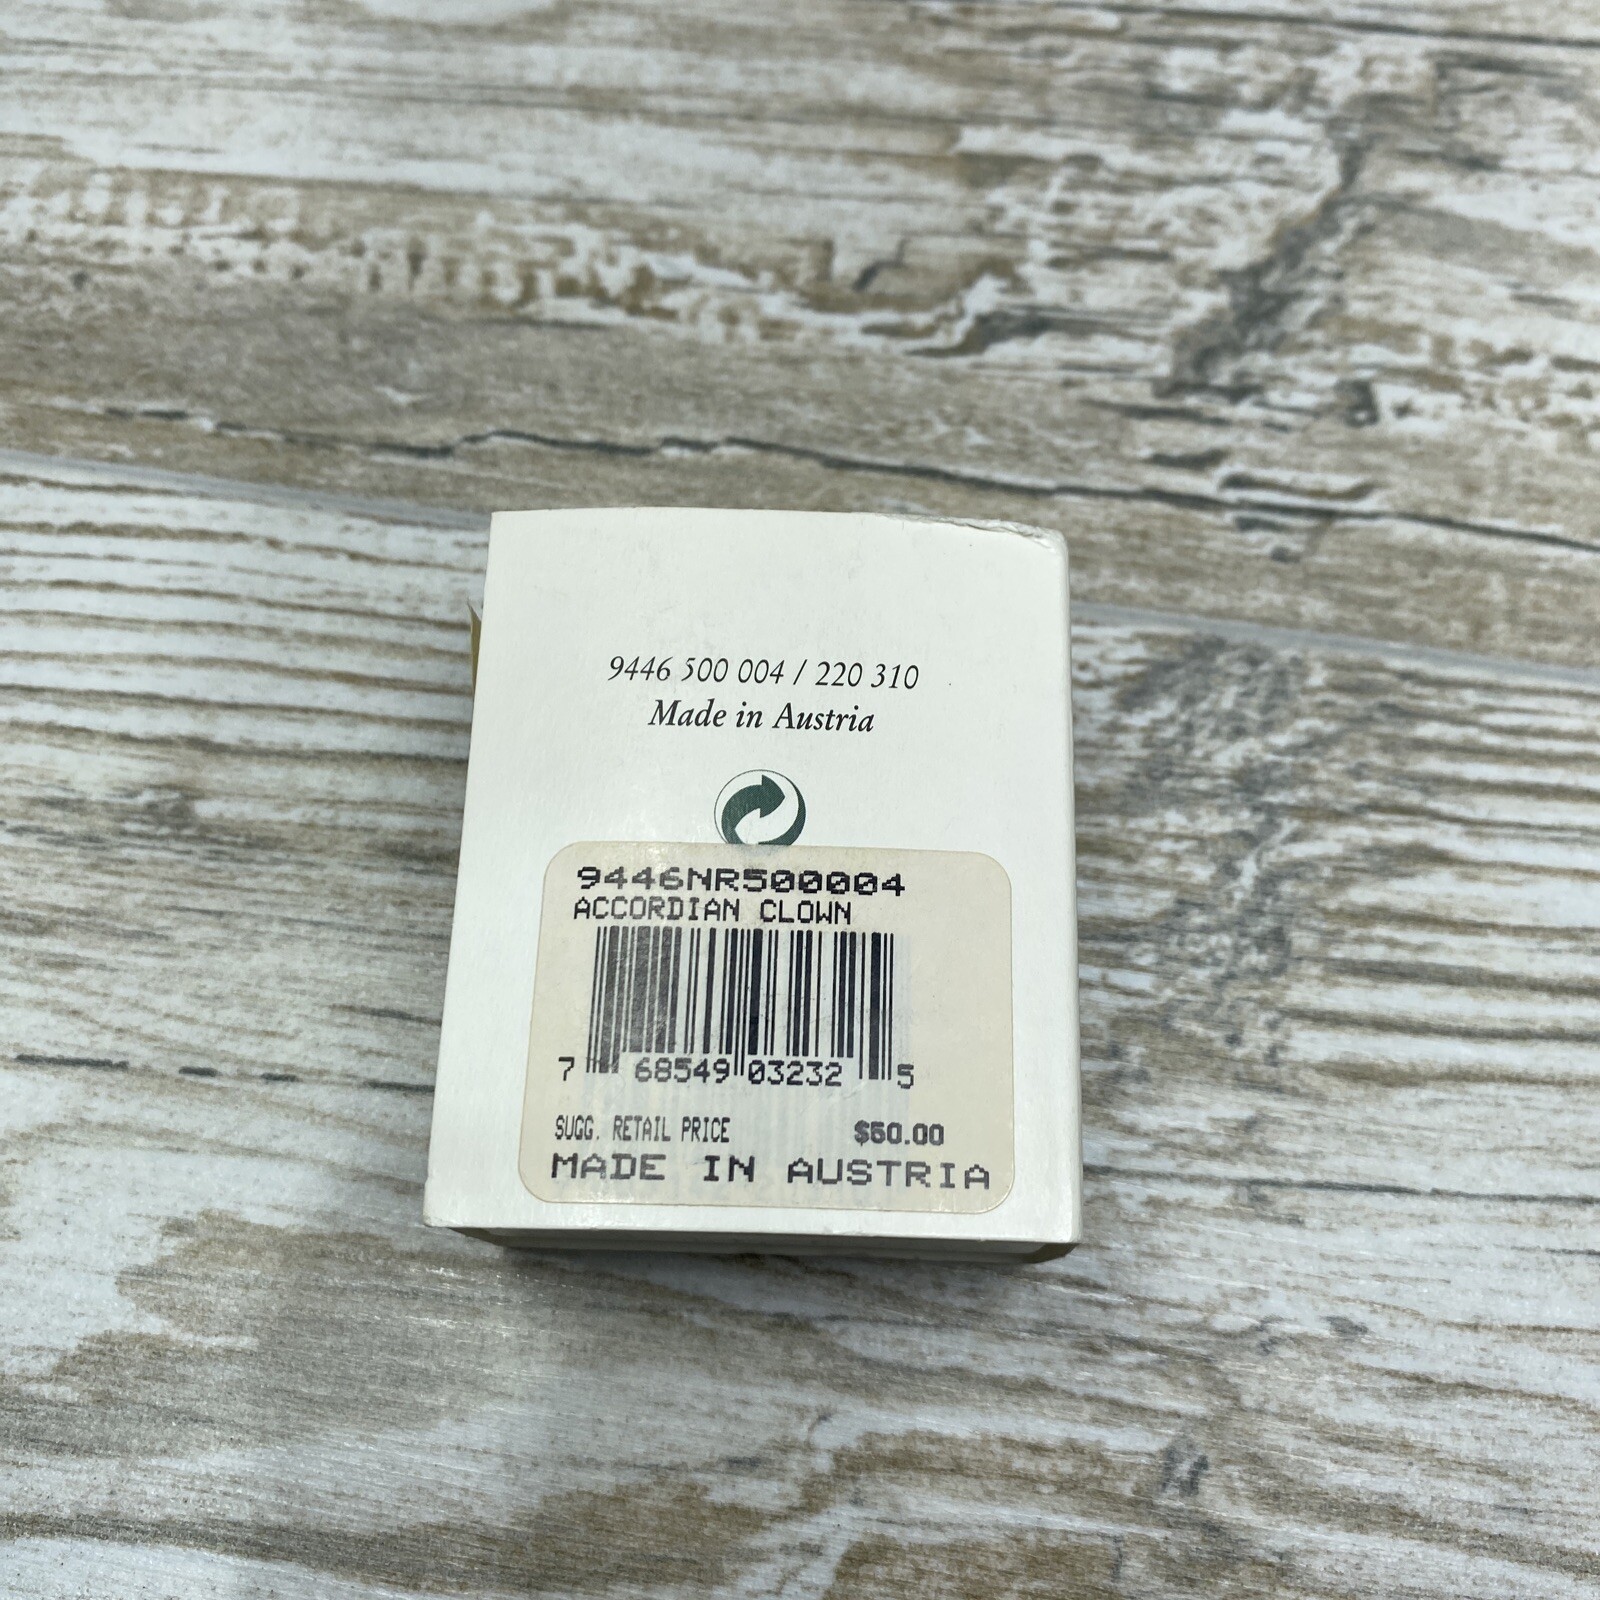 9446 500 004 / 220 310
Made in Austria
9446NR500004
ACCORDIAN CLOWN
7 68549 03232 5
SUGG. RETAIL PRICE $60.00
MADE IN AUSTRIA